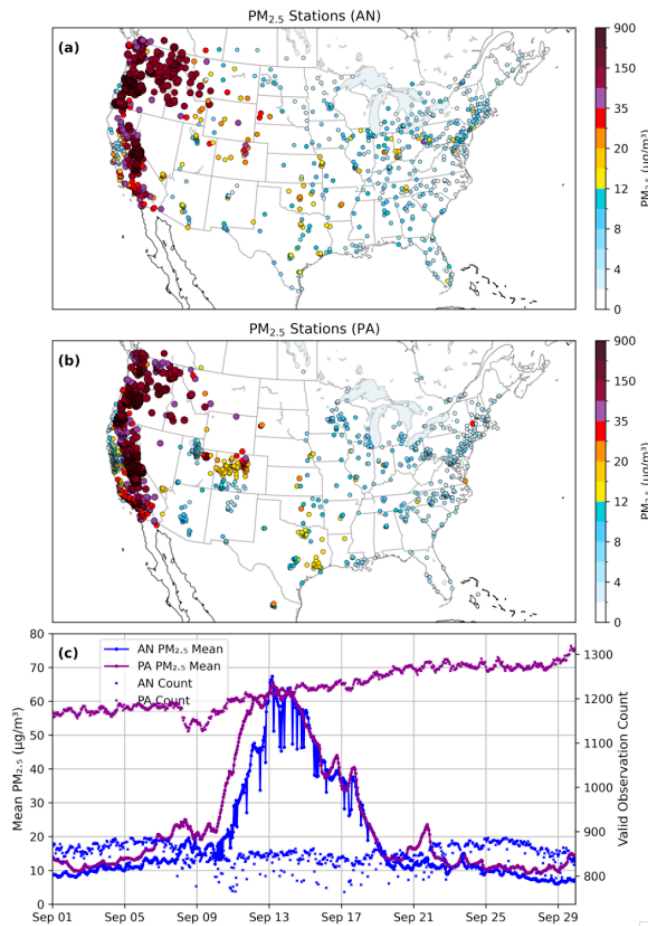 PM₂.₅ Stations (AN)
(a)
900
150
35
20
12
4
0
PM₂.₅ (μg/m³)
PM₂.₅ Stations (PA)
(b)
900
150
35
20
12
4
0
PM₂.₅ (μg/m³)
(c)
AN PM₂.₅ Mean
PA PM₂.₅ Mean
AN Count
PA Count
80
70
60
50
40
30
20
10
0
Mean PM₂.₅ (μg/m³)
1300
1200
1100
1000
900
800
Valid Observation Count
Sep 01
Sep 05
Sep 09
Sep 13
Sep 17
Sep 21
Sep 25
Sep 29